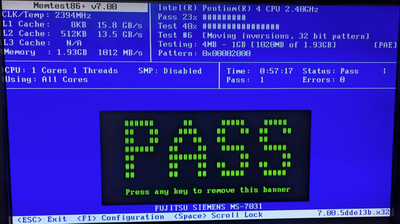 Memtest86+ v7.00
Intel(R) Pentium(R) 4 CPU 2.40GHz
CLK/Temp: 2394MHz
Pass 23%
L1 Cache: 8KB 15.8 GB/s
Test 40%
L2 Cache: 512KB 13.5 GB/s
Test #6 [Moving inversions, 32 bit pattern]
L3 Cache: N/A
Testing: 4MB - 1GB [1020MB of 1.93GB] [PAE]
Memory : 1.93GB 1012 MB/s
Pattern: 0x00002000
CPU: 1 Cores 1 Threads SMP: Disabled
Time: 0:57:17 Status: Pass
Using: All Cores
Pass: 1 Errors: 0
PASS
Press any key to remove this banner
FUJITSU SIEMENS MS-7031
<ESC> Exit <F1> Configuration <Space> Scroll Lock
7.00.5dde13b.x32